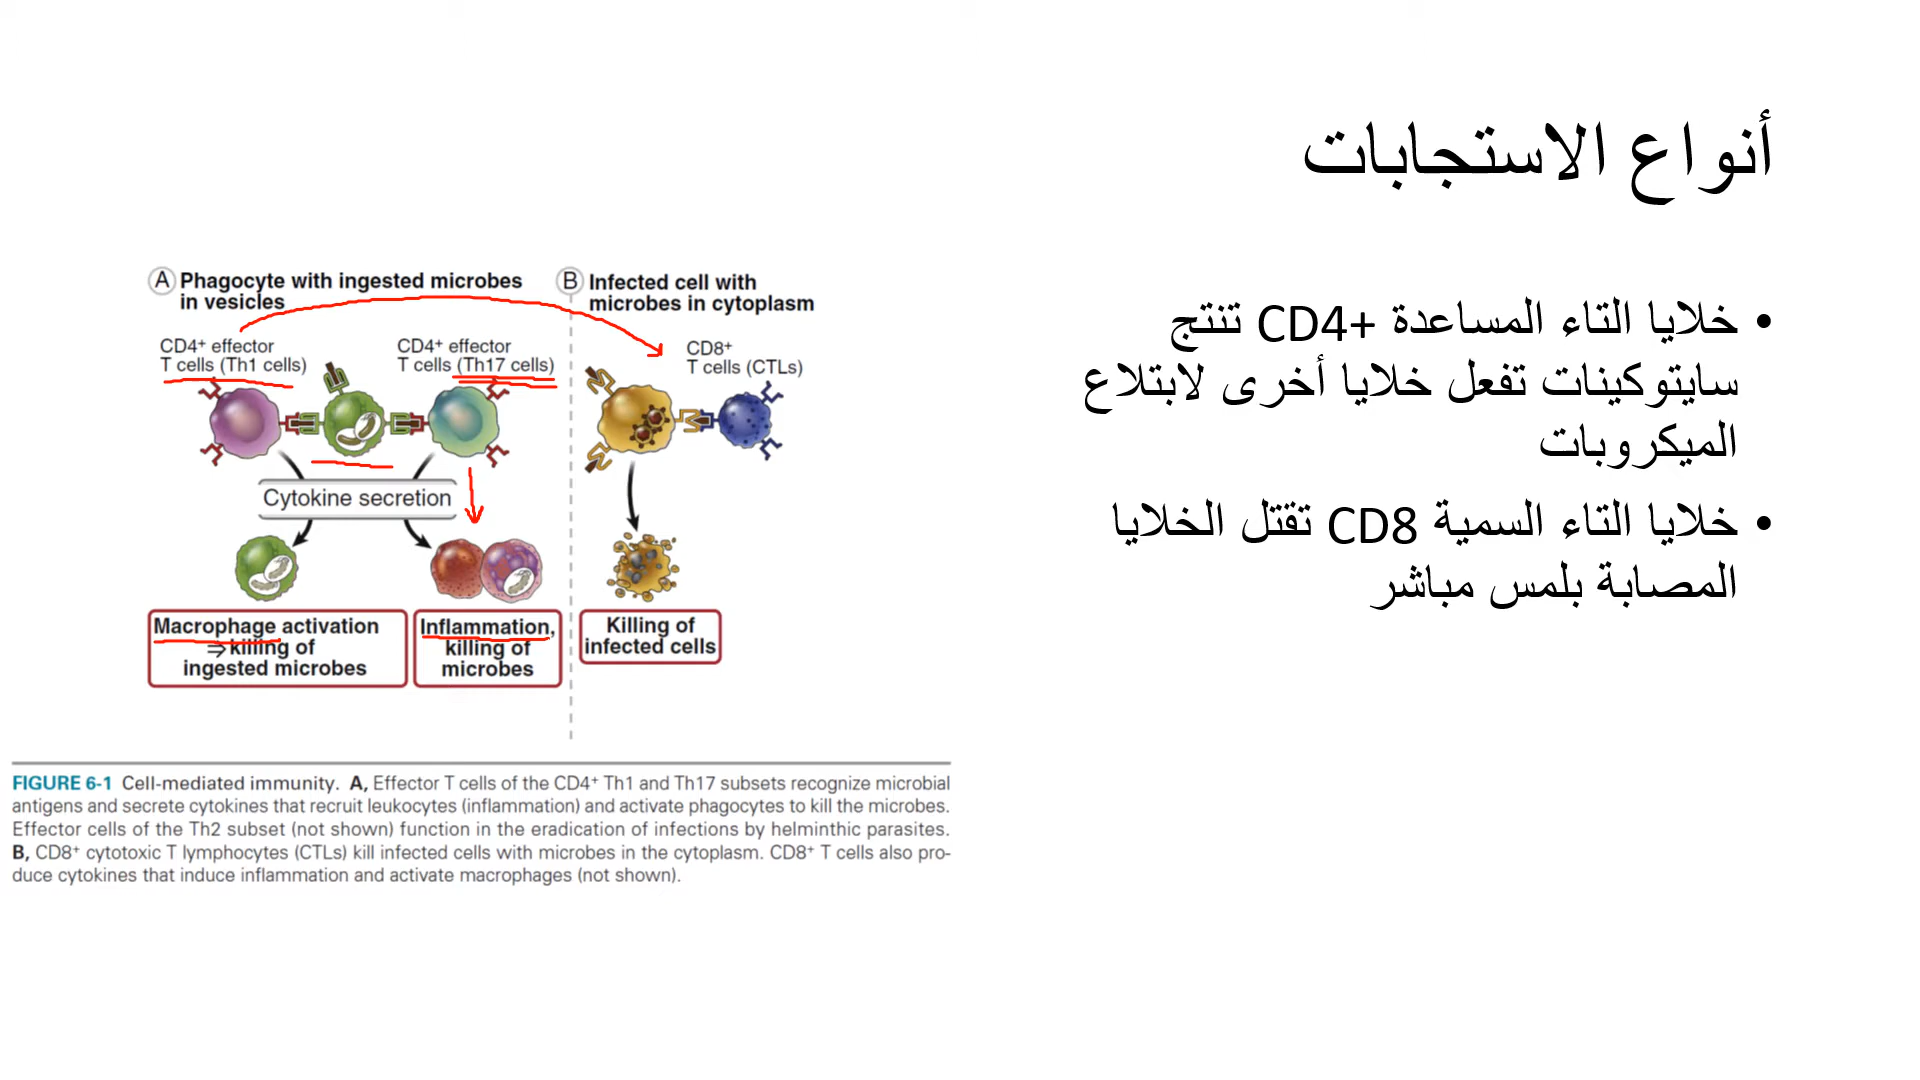 أنواع الاستجابات
• خلايا التاء المساعدة CD4+ تنتج
سايتوكينات تفعل خلايا أخرى لابتلاع
الميكروبات
• خلايا التاء السمية CD8 تقتل الخلايا
المصابة بلمس مباشر
A Phagocyte with ingested microbes
in vesicles
CD4⁺ effector
T cells (Th1 cells)
CD4⁺ effector
T cells (Th17 cells)
Cytokine secretion
Macrophage activation
⇒ killing of
ingested microbes
Inflammation,
killing of
microbes
B Infected cell with
microbes in cytoplasm
CD8⁺
T cells (CTLs)
Killing of
infected cells
FIGURE 6-1 Cell-mediated immunity. A, Effector T cells of the CD4⁺ Th1 and Th17 subsets recognize microbial
antigens and secrete cytokines that recruit leukocytes (inflammation) and activate phagocytes to kill the microbes.
Effector cells of the Th2 subset (not shown) function in the eradication of infections by helminthic parasites.
B, CD8⁺ cytotoxic T lymphocytes (CTLs) kill infected cells with microbes in the cytoplasm. CD8⁺ T cells also pro-
duce cytokines that induce inflammation and activate macrophages (not shown).